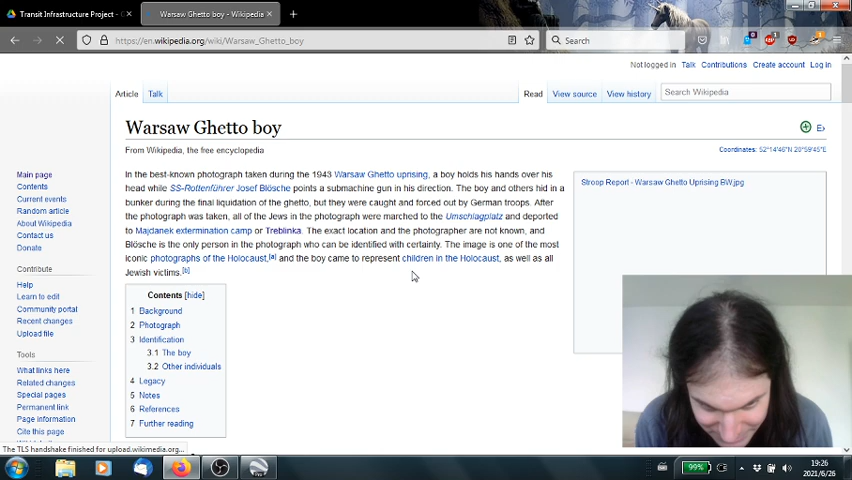 Transit Infrastructure Project - G
Warsaw Ghetto boy - Wikipedia
https://en.wikipedia.org/wiki/Warsaw_Ghetto_boy
Search
Not logged in Talk Contributions Create account Log in
Article Talk Read View source View history Search Wikipedia
Warsaw Ghetto boy
From Wikipedia, the free encyclopedia
Coordinates: 52°14′46″N 20°59′45″E
In the best-known photograph taken during the 1943 Warsaw Ghetto uprising, a boy holds his hands over his
head while SS-Rottenführer Josef Blösche points a submachine gun in his direction. The boy and others hid in a
bunker during the final liquidation of the ghetto, but they were caught and forced out by German troops. After
the photograph was taken, all of the Jews in the photograph were marched to the Umschlagplatz and deported
to Majdanek extermination camp or Treblinka. The exact location and the photographer are not known, and
Blösche is the only person in the photograph who can be identified with certainty. The image is one of the most
iconic photographs of the Holocaust,[a] and the boy came to represent children in the Holocaust, as well as all
Jewish victims.[b]
Stroop Report - Warsaw Ghetto Uprising BW.jpg
Contents [hide]
1 Background
2 Photograph
3 Identification
3.1 The boy
3.2 Other individuals
4 Legacy
5 Notes
6 References
7 Further reading
Main page
Contents
Current events
Random article
About Wikipedia
Contact us
Donate
Contribute
Help
Learn to edit
Community portal
Recent changes
Upload file
Tools
What links here
Related changes
Special pages
Permanent link
Page information
Cite this page
The TLS handshake finished for upload.wikimedia.org...
99%
19:26
2021/6/26